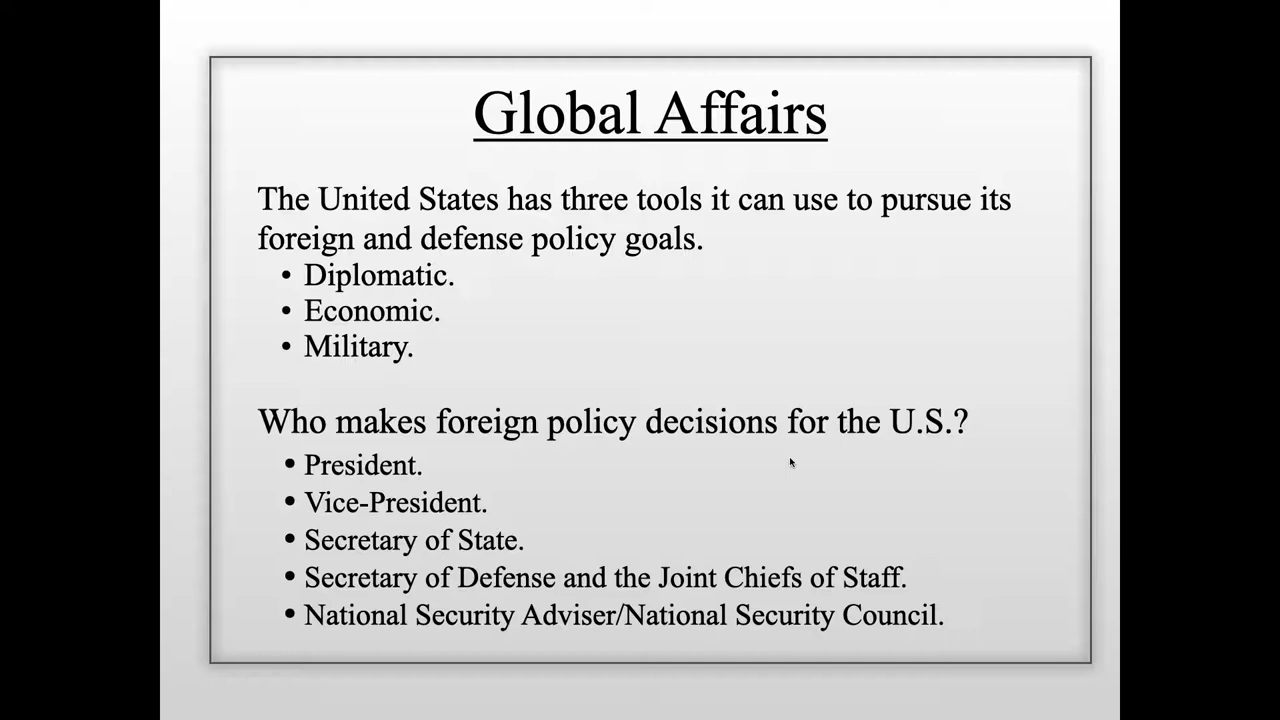 Global Affairs
The United States has three tools it can use to pursue its
foreign and defense policy goals.
• Diplomatic.
• Economic.
• Military.
Who makes foreign policy decisions for the U.S.?
• President.
• Vice-President.
• Secretary of State.
• Secretary of Defense and the Joint Chiefs of Staff.
• National Security Adviser/National Security Council.